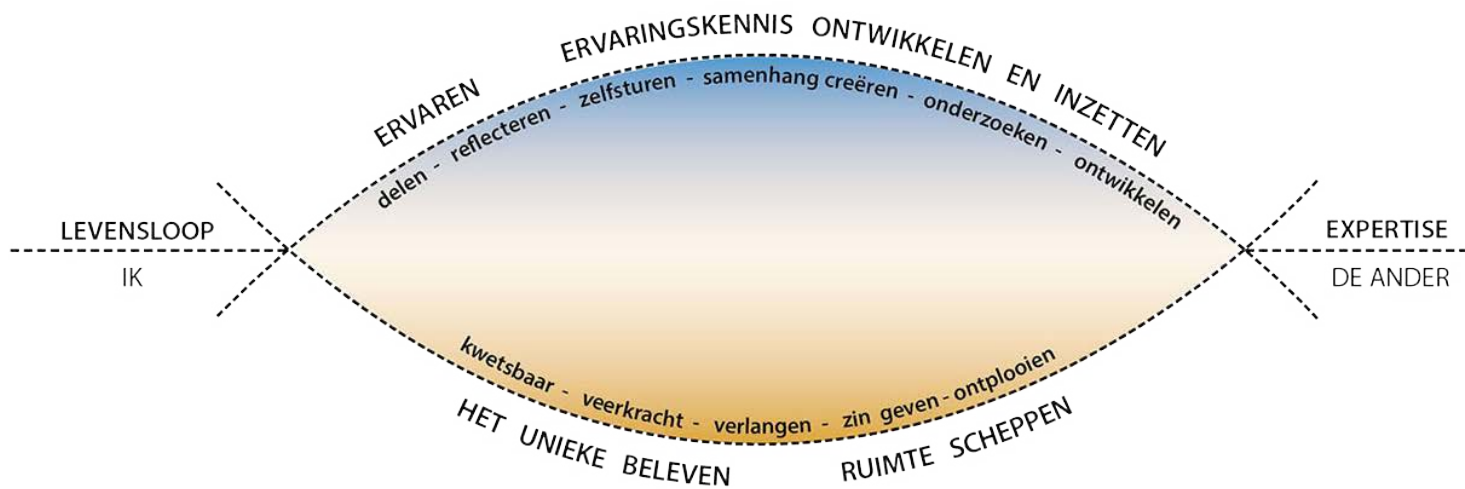 ERVAREN
ERVARINGSKENNIS ONTWIKKELEN EN INZETTEN
delen - reflecteren - zelfsturen - samenhang creëren - onderzoeken - ontwikkelen
LEVENSLOOP
IK
EXPERTISE
DE ANDER
kwetsbaar - veerkracht - verlangen - zin geven - ontplooien
HET UNIEKE BELEVEN
RUIMTE SCHEPPEN